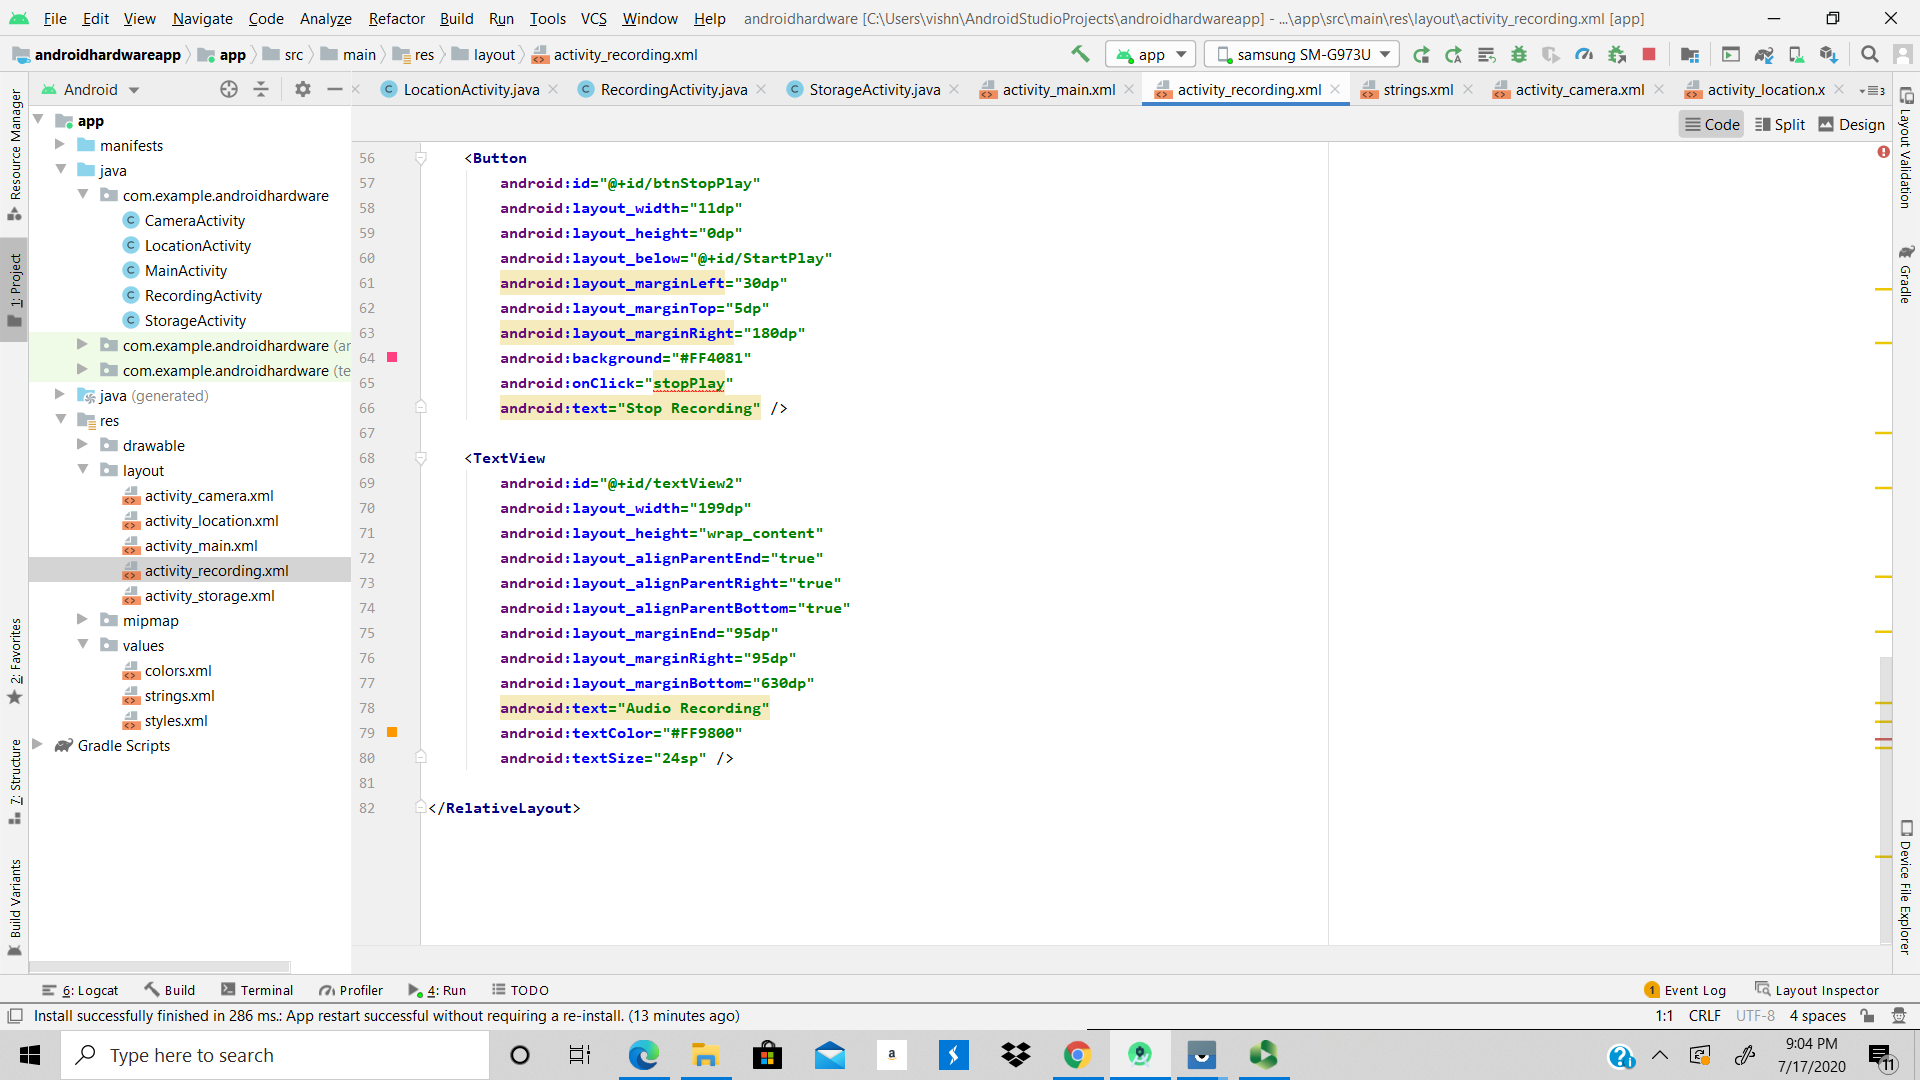 File Edit View Navigate Code Analyze Refactor Build Run Tools VCS Window Help androidhardware [C:\Users\vishn\AndroidStudioProjects\androidhardwareapp] - ...\app\src\main\res\layout\activity_recording.xml [app]
androidhardwareapp app src main res layout activity_recording.xml app samsung SM-G973U
Android LocationActivity.java RecordingActivity.java StorageActivity.java activity_main.xml activity_recording.xml strings.xml activity_camera.xml activity_location.x 3
Code Split Design
Resource Manager
1: Project
2: Favorites
7: Structure
Build Variants
app
manifests
java
com.example.androidhardware
CameraActivity
LocationActivity
MainActivity
RecordingActivity
StorageActivity
com.example.androidhardware (ar
com.example.androidhardware (te
java (generated)
res
drawable
layout
activity_camera.xml
activity_location.xml
activity_main.xml
activity_recording.xml
activity_storage.xml
mipmap
values
colors.xml
strings.xml
styles.xml
Gradle Scripts
56 <Button
57 android:id="@+id/btnStopPlay"
58 android:layout_width="11dp"
59 android:layout_height="0dp"
60 android:layout_below="@+id/StartPlay"
61 android:layout_marginLeft="30dp"
62 android:layout_marginTop="5dp"
63 android:layout_marginRight="180dp"
64 android:background="#FF4081"
65 android:onClick="stopPlay"
66 android:text="Stop Recording" />
67
68 <TextView
69 android:id="@+id/textView2"
70 android:layout_width="199dp"
71 android:layout_height="wrap_content"
72 android:layout_alignParentEnd="true"
73 android:layout_alignParentRight="true"
74 android:layout_alignParentBottom="true"
75 android:layout_marginEnd="95dp"
76 android:layout_marginRight="95dp"
77 android:layout_marginBottom="630dp"
78 android:text="Audio Recording"
79 android:textColor="#FF9800"
80 android:textSize="24sp" />
81
82 </RelativeLayout>
Layout Validation
Gradle
Device File Explorer
6: Logcat Build Terminal Profiler 4: Run TODO 1 Event Log Layout Inspector
Install successfully finished in 286 ms.: App restart successful without requiring a re-install. (13 minutes ago) 1:1 CRLF UTF-8 4 spaces
Type here to search
a
9:04 PM
7/17/2020
11